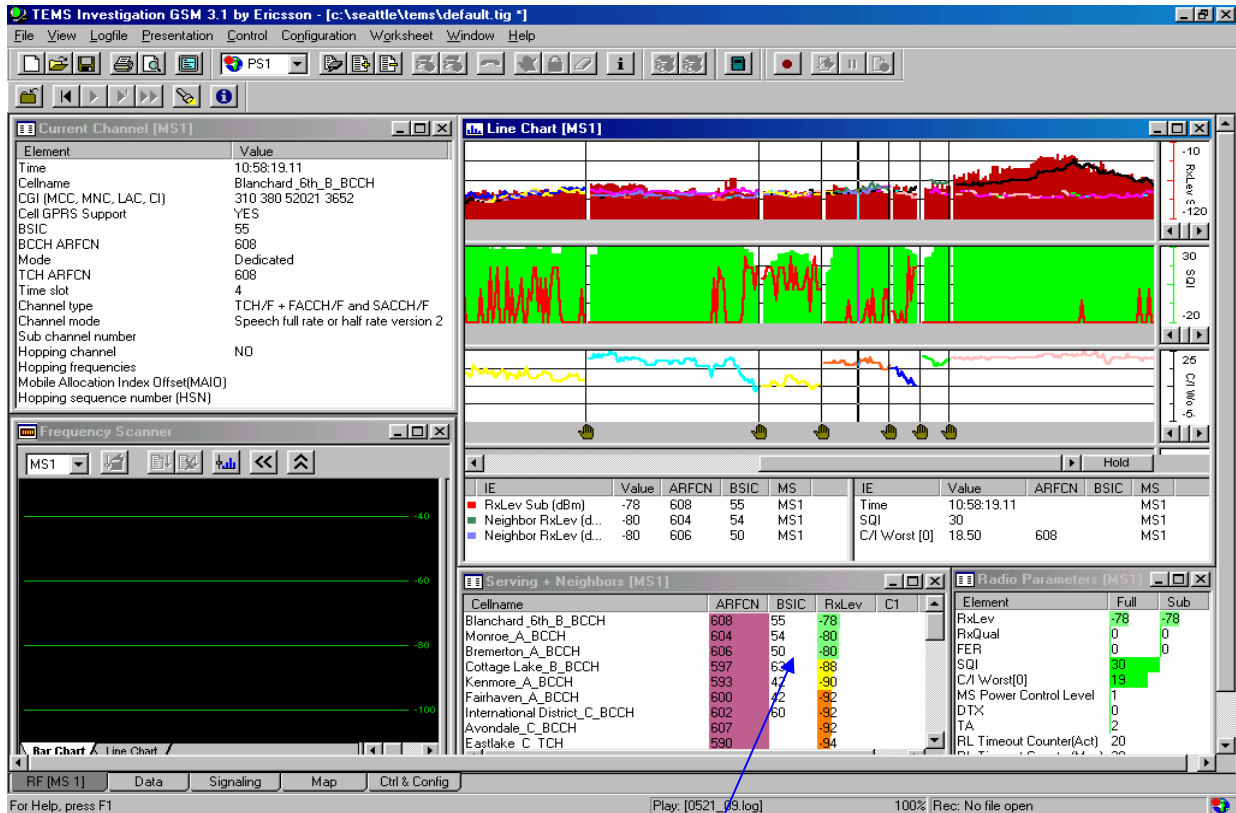 TEMS Investigation GSM 3.1 by Ericsson - [c:\seattle\tems\default.tig *]
File View Logfile Presentation Control Configuration Worksheet Window Help
PS1
Current Channel [MS1]
Element Value
Time 10:58:19.11
Cellname Blanchard_6th_B_BCCH
CGI (MCC, MNC, LAC, CI) 310 380 52021 3652
Cell GPRS Support YES
BSIC 55
BCCH ARFCN 608
Mode Dedicated
TCH ARFCN 608
Time slot 4
Channel type TCH/F + FACCH/F and SACCH/F
Channel mode Speech full rate or half rate version 2
Sub channel number
Hopping channel NO
Hopping frequencies
Mobile Allocation Index Offset(MAIO)
Hopping sequence number (HSN)
Line Chart [MS1]
-10
RxLev
-120
30
SQI
-20
25
C/I Wo
-5
Hold
IE Value ARFCN BSIC MS
RxLev Sub (dBm) -78 608 55 MS1
Neighbor RxLev (d... -80 604 54 MS1
Neighbor RxLev (d... -80 606 50 MS1
IE Value ARFCN BSIC MS
Time 10:58:19.11 MS1
SQI 30 MS1
C/I Worst [0] 18.50 608 MS1
Frequency Scanner
MS1
-40
-60
-80
-100
Bar Chart Line Chart
Serving + Neighbors [MS1]
Cellname ARFCN BSIC RxLev C1
Blanchard_6th_B_BCCH 608 55 -78
Monroe_A_BCCH 604 54 -80
Bremerton_A_BCCH 606 50 -80
Cottage Lake_B_BCCH 597 63 -88
Kenmore_A_BCCH 593 42 -90
Fairhaven_A_BCCH 600 42 -92
International District_C_BCCH 602 60 -92
Avondale_C_BCCH 607 -92
Eastlake_C_TCH 590 -94
Radio Parameters [MS1]
Element Full Sub
RxLev -78 -78
RxQual 0 0
FER 0 0
SQI 30
C/I Worst[0] 19
MS Power Control Level 1
DTX 0
TA 2
RL Timeout Counter(Act) 20
RF [MS 1] Data Signaling Map Ctrl & Config
For Help, press F1 Play: [0521_09.log] 100% Rec: No file open